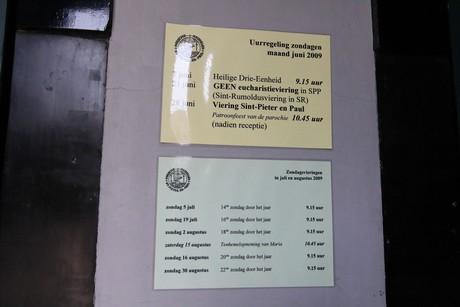 Uurregeling zondagen
maand juni 2009
juni Heilige Drie-Eenheid 9.15 uur
juni GEEN eucharistieviering in SPP
(Sint-Rumoldusviering in SR)
28 juni Viering Sint-Pieter en Paul
Patroonfeest van de parochie 10.45 uur
(nadien receptie)
Zondagsvieringen
in juli en augustus 2009
zondag 5 juli 14de zondag door het jaar 9.15 uur
zondag 19 juli 16de zondag door het jaar 9.15 uur
zondag 2 augustus 18de zondag door het jaar 9.15 uur
zaterdag 15 augustus Tenhemelopneming van Maria 10.45 uur
zondag 16 augustus 20ste zondag door het jaar 9.15 uur
zondag 30 augustus 22ste zondag door het jaar 9.15 uur